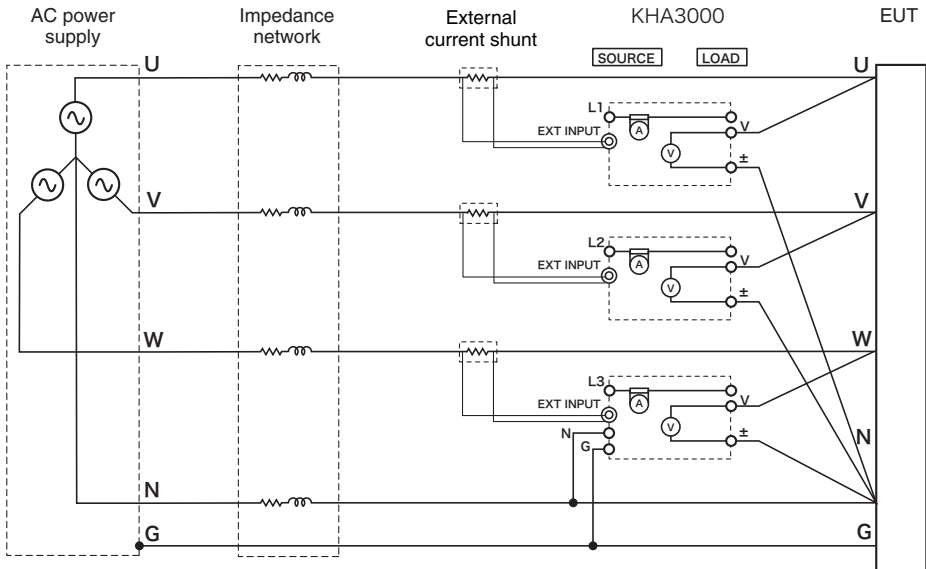 AC power
supply
Impedance
network
External
current shunt
KHA3000
EUT
SOURCE
LOAD
U
U
L1
A
V
EXT INPUT
V
±
V
V
L2
A
V
EXT INPUT
V
±
W
W
L3
A
V
EXT INPUT
V
±
N
G
N
N
G
G